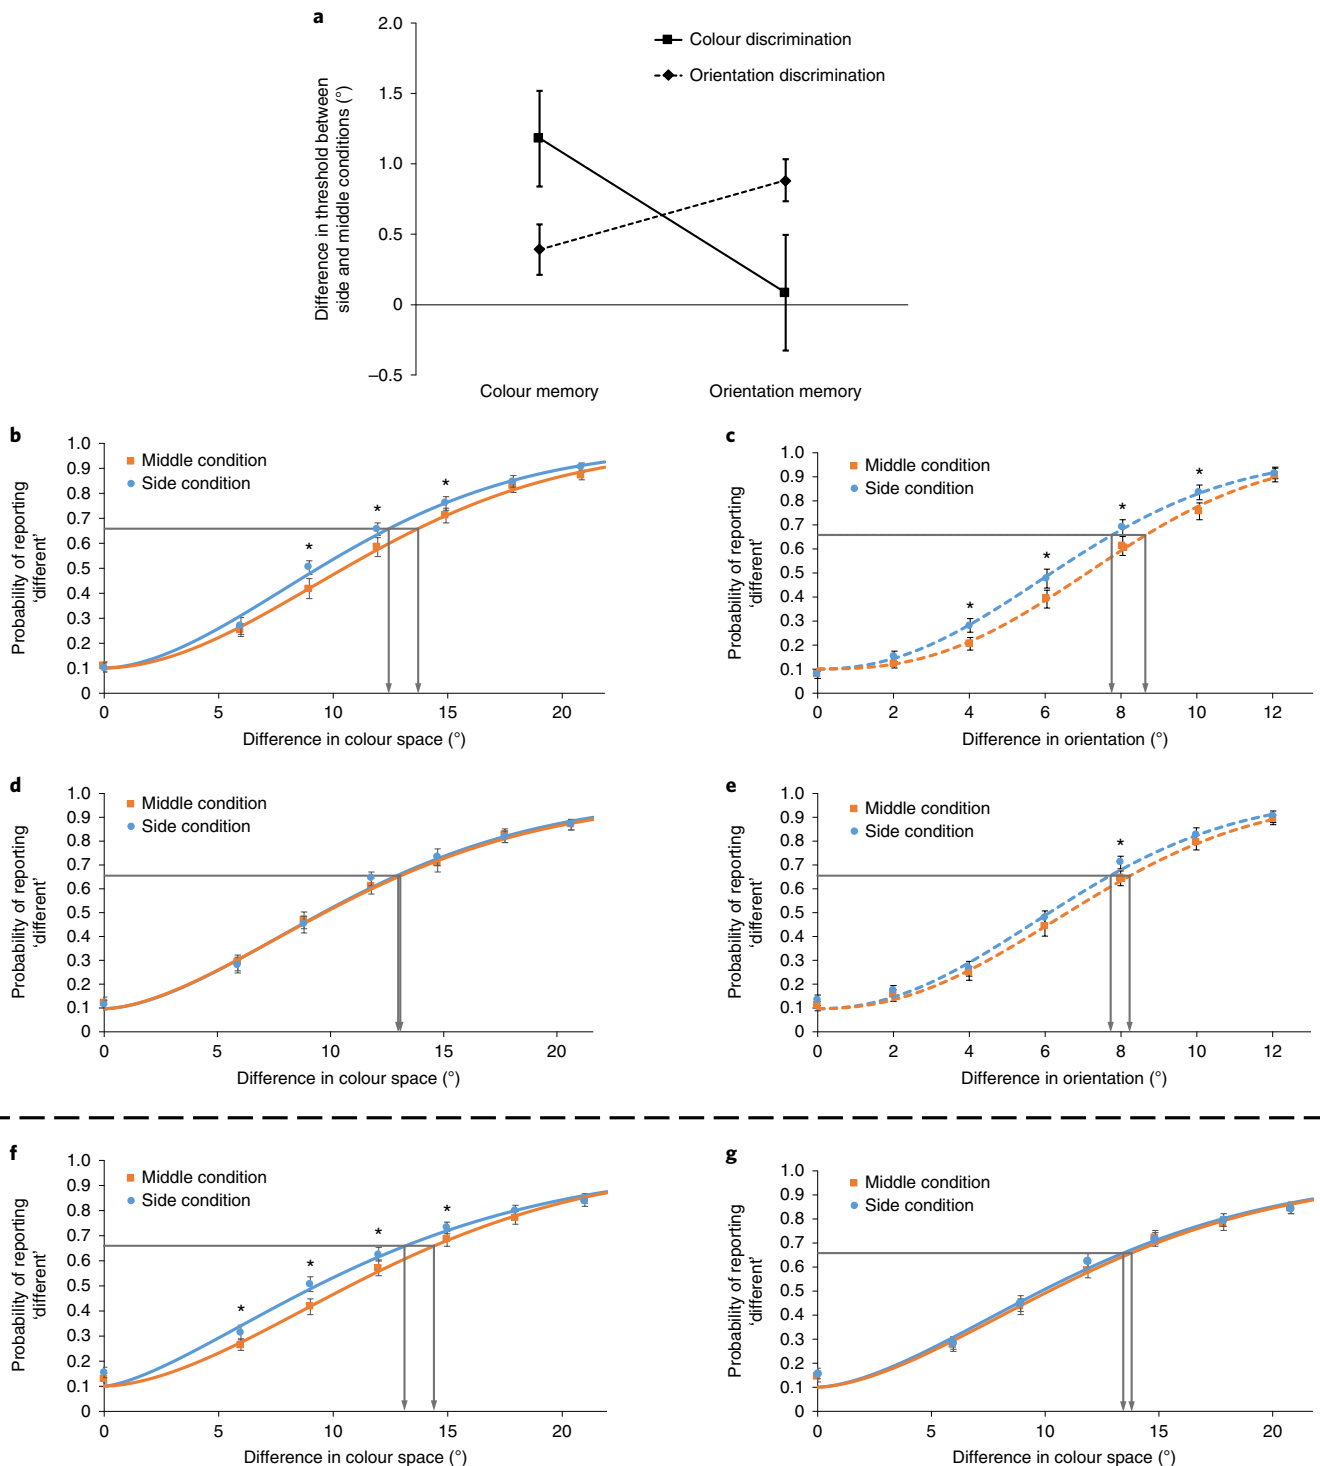 a
2.0
1.5
1.0
0.5
0
–0.5
Difference in threshold between
side and middle conditions (°)
Colour discrimination
Orientation discrimination
Colour memory
Orientation memory
b
1.0
0.9
0.8
0.7
0.6
0.5
0.4
0.3
0.2
0.1
0
Probability of reporting
‘different’
Middle condition
Side condition
*
*
*
0 5 10 15 20
Difference in colour space (°)
c
1.0
0.9
0.8
0.7
0.6
0.5
0.4
0.3
0.2
0.1
0
Probability of reporting
‘different’
Middle condition
Side condition
*
*
*
*
0 2 4 6 8 10 12
Difference in orientation (°)
d
1.0
0.9
0.8
0.7
0.6
0.5
0.4
0.3
0.2
0.1
0
Probability of reporting
‘different’
Middle condition
Side condition
0 5 10 15 20
Difference in colour space (°)
e
1.0
0.9
0.8
0.7
0.6
0.5
0.4
0.3
0.2
0.1
0
Probability of reporting
‘different’
Middle condition
Side condition
*
0 2 4 6 8 10 12
Difference in orientation (°)
f
1.0
0.9
0.8
0.7
0.6
0.5
0.4
0.3
0.2
0.1
0
Probability of reporting
‘different’
Middle condition
Side condition
*
*
*
*
0 5 10 15 20
Difference in colour space (°)
g
1.0
0.9
0.8
0.7
0.6
0.5
0.4
0.3
0.2
0.1
0
Probability of reporting
‘different’
Middle condition
Side condition
0 5 10 15 20
Difference in colour space (°)